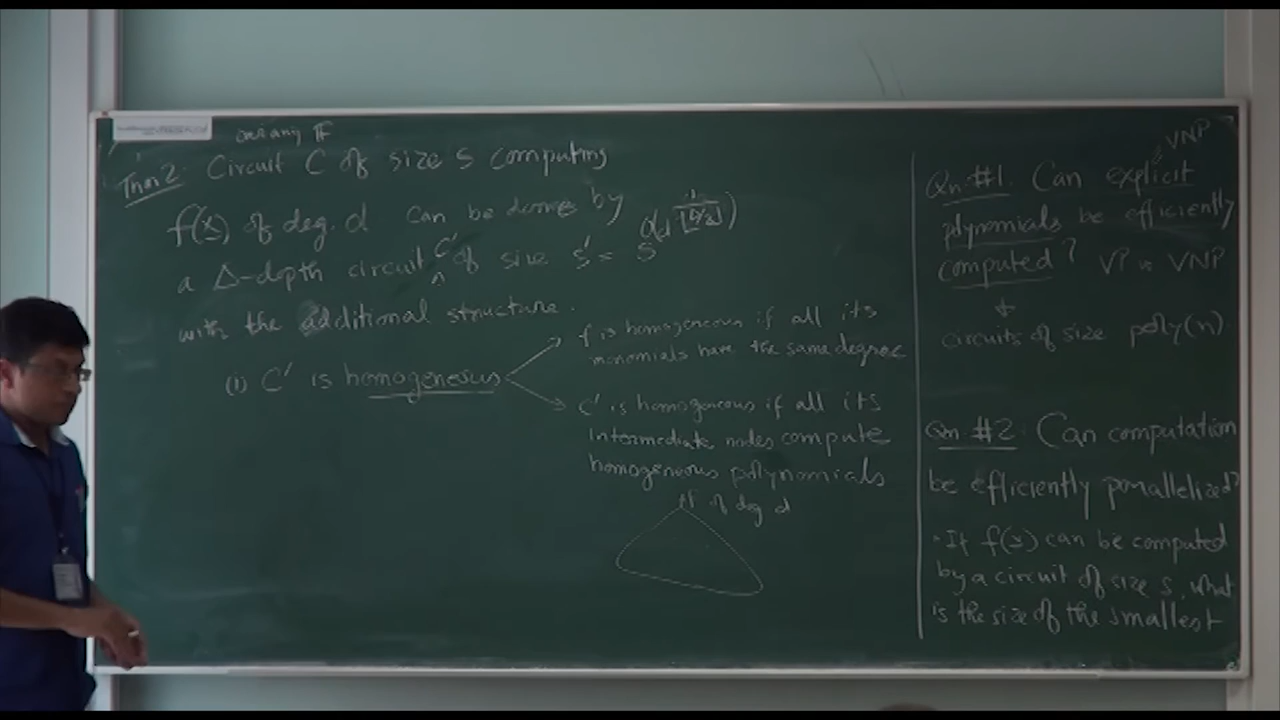 over any F
Thm 2: Circuit C of size s computing
f(x) of deg. d can be done by
a Δ-depth circuit C' of size s' = s
with the additional structure.
(1) C' is homogeneous
f is homogeneous if all its
monomials have the same degree
C' is homogeneous if all its
intermediate nodes compute
homogeneous polynomials
f of deg d
VNP
Qn #1. Can explicit
plynomials be efficiently
computed? VP vs VNP
circuits of size poly(n)
Qn #2: Can computation
be efficiently parallelized?
· If f(x) can be computed
by a circuit of size s, what
is the size of the smallest